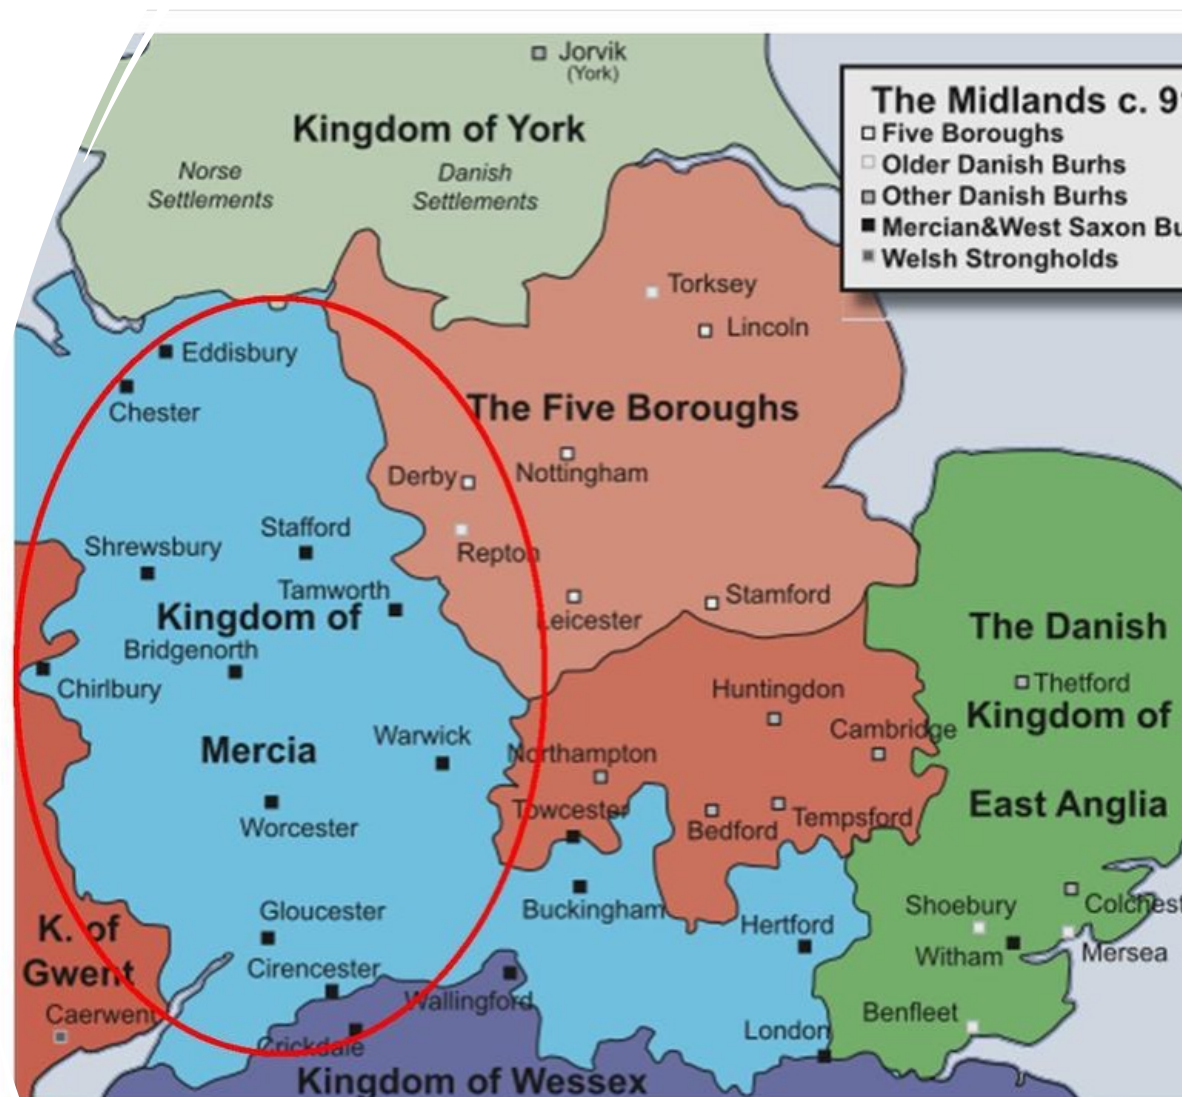 Jorvik
(York)
Kingdom of York
Norse
Settlements
Danish
Settlements
The Midlands c. 9
Five Boroughs
Older Danish Burhs
Other Danish Burhs
Mercian&West Saxon Bu
Welsh Strongholds
Torksey
Lincoln
Eddisbury
Chester
The Five Boroughs
Derby
Nottingham
Repton
Leicester
Stamford
Stafford
Shrewsbury
Tamworth
Kingdom of
Bridgenorth
Chirlbury
Mercia
Warwick
Worcester
Gloucester
Cirencester
Crickdale
Wallingford
K. of
Gwent
Caerwent
Huntingdon
Cambridge
Northampton
Towcester
Bedford
Tempsford
Buckingham
Hertford
London
The Danish
Thetford
Kingdom of
East Anglia
Shoebury
Colchest
Witham
Mersea
Benfleet
Kingdom of Wessex